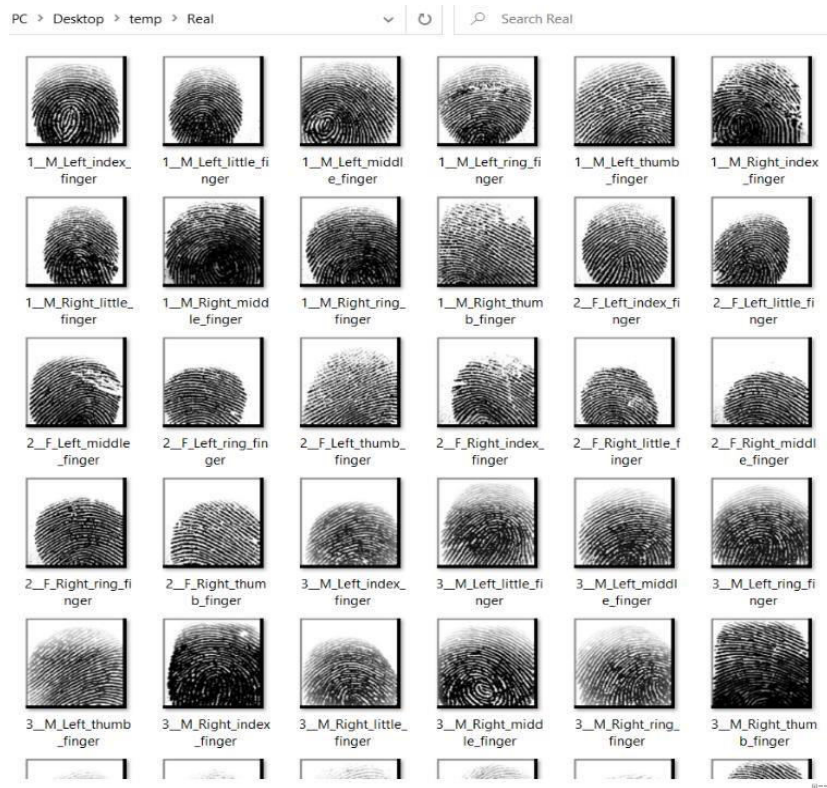 PC > Desktop > temp > Real
Search Real
1__M_Left_index_
finger
1__M_Left_little_fi
nger
1__M_Left_middl
e_finger
1__M_Left_ring_fi
nger
1__M_Left_thumb
_finger
1__M_Right_index
_finger
1__M_Right_little_
finger
1__M_Right_midd
le_finger
1__M_Right_ring_
finger
1__M_Right_thum
b_finger
2__F_Left_index_fi
nger
2__F_Left_little_fi
nger
2__F_Left_middle
_finger
2__F_Left_ring_fin
ger
2__F_Left_thumb_
finger
2__F_Right_index_
finger
2__F_Right_little_f
inger
2__F_Right_middl
e_finger
2__F_Right_ring_fi
nger
2__F_Right_thum
b_finger
3__M_Left_index_
finger
3__M_Left_little_fi
nger
3__M_Left_middl
e_finger
3__M_Left_ring_fi
nger
3__M_Left_thumb
_finger
3__M_Right_index
_finger
3__M_Right_little_
finger
3__M_Right_midd
le_finger
3__M_Right_ring_
finger
3__M_Right_thum
b_finger